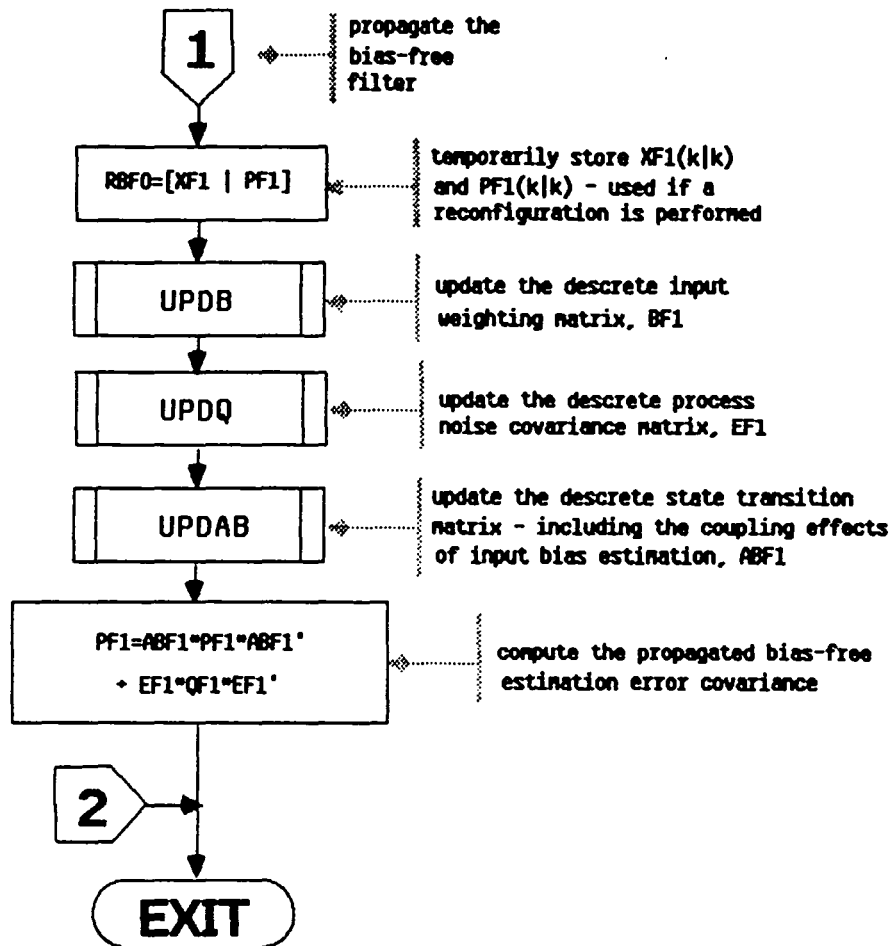 1
propagate the
bias-free
filter
RBF0=[XF1 | PF1]
temporarily store XF1(k|k)
and PF1(k|k) - used if a
reconfiguration is performed
UPDB
update the descrete input
weighting matrix, BF1
UPDQ
update the descrete process
noise covariance matrix, EF1
UPDAB
update the descrete state transition
matrix - including the coupling effects
of input bias estimation, ABF1
PF1=ABF1*PF1*ABF1'
+ EF1*QF1*EF1'
compute the propagated bias-free
estimation error covariance
2
EXIT